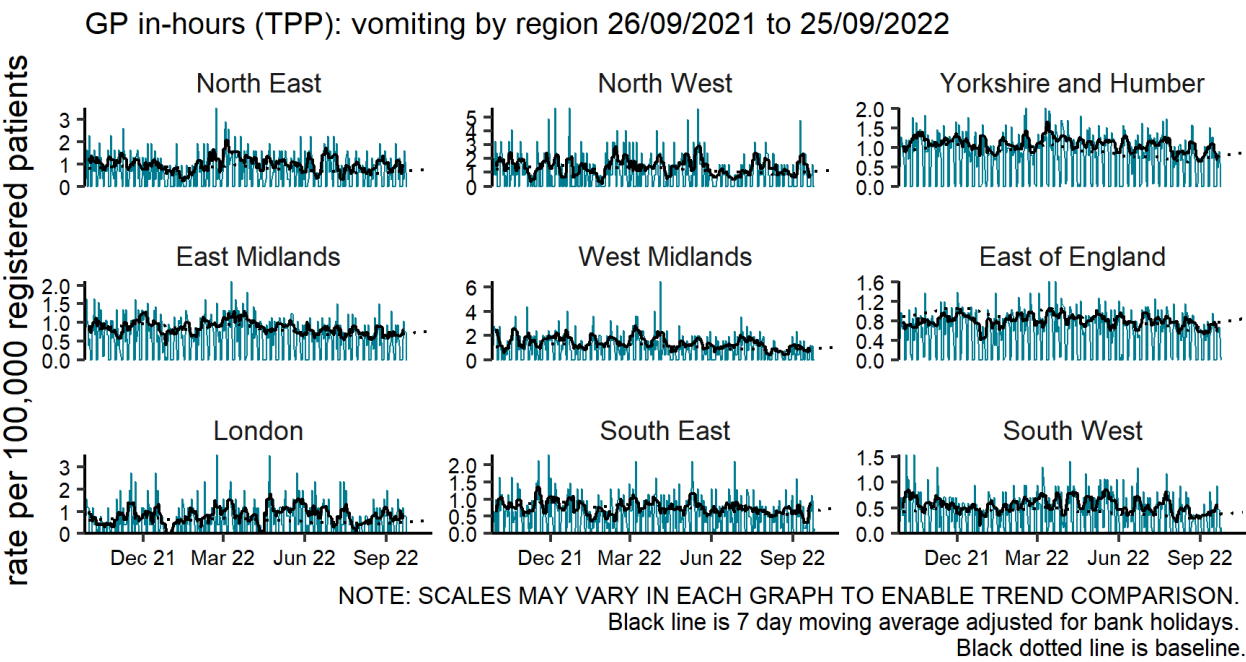 GP in-hours (TPP): vomiting by region 26/09/2021 to 25/09/2022
rate per 100,000 registered patients
North East
3
2
1
0
North West
5
4
3
2
1
0
Yorkshire and Humber
2.0
1.5
1.0
0.5
0.0
East Midlands
2.0
1.5
1.0
0.5
0.0
West Midlands
6
4
2
0
East of England
1.6
1.2
0.8
0.4
0.0
London
3
2
1
0
Dec 21 Mar 22 Jun 22 Sep 22
South East
2.0
1.5
1.0
0.5
0.0
Dec 21 Mar 22 Jun 22 Sep 22
South West
1.5
1.0
0.5
0.0
Dec 21 Mar 22 Jun 22 Sep 22
NOTE: SCALES MAY VARY IN EACH GRAPH TO ENABLE TREND COMPARISON.
Black line is 7 day moving average adjusted for bank holidays.
Black dotted line is baseline.